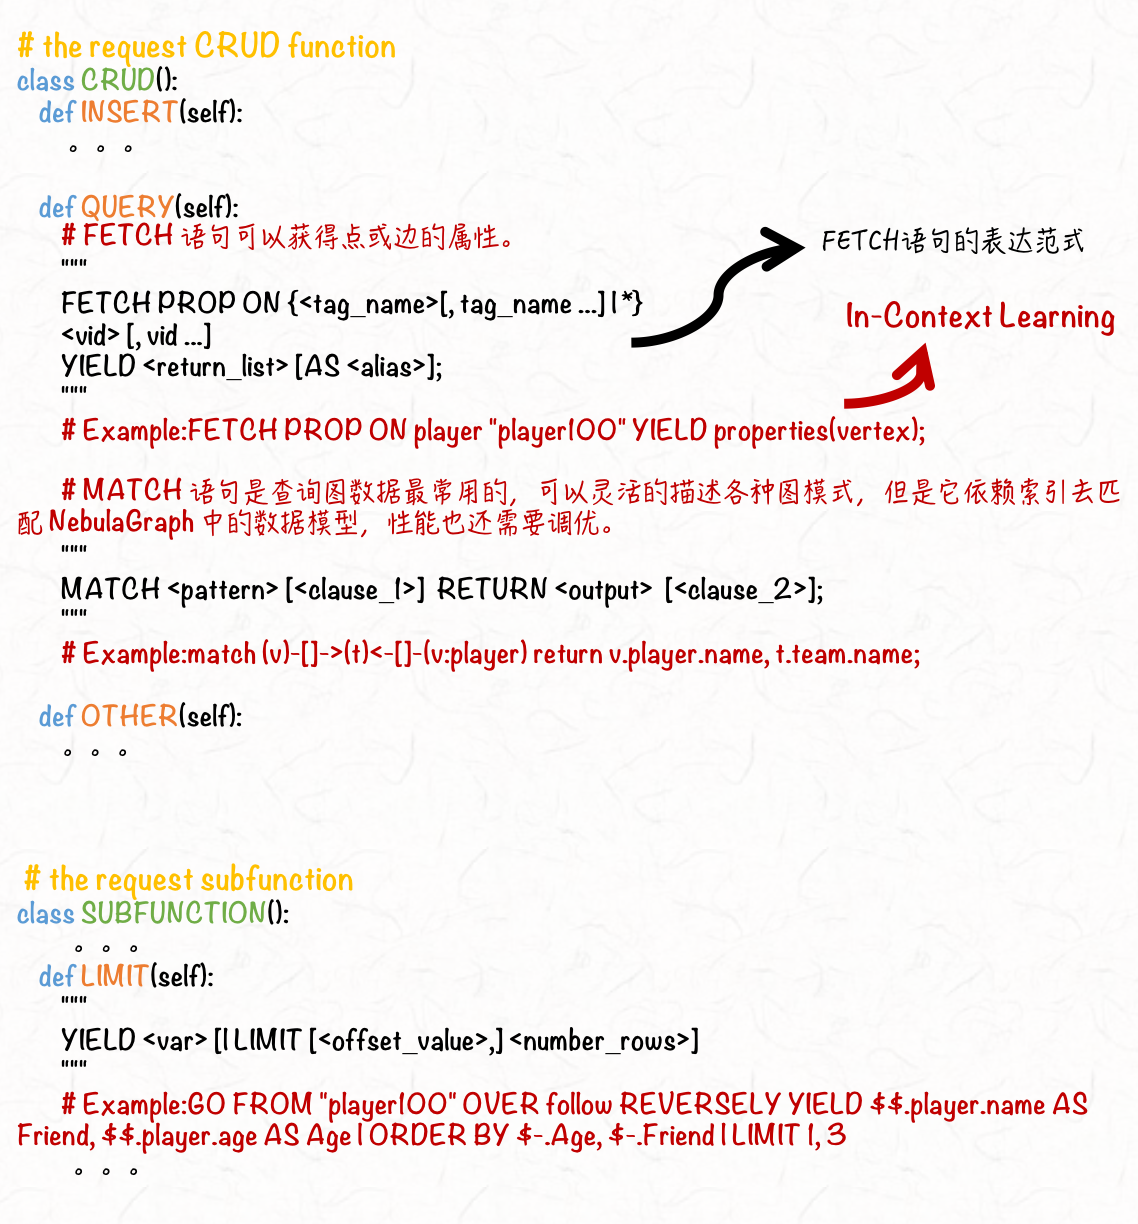 # the request CRUD function
class CRUD():
def INSERT(self):
。。。
def QUERY(self):
# FETCH 语句可以获得点或边的属性。
"""
FETCH PROP ON {<tag_name>[, tag_name ...] | *}
<vid> [, vid ...]
YIELD <return_list> [AS <alias>];
"""
FETCH语句的表达范式
In-Context Learning
# Example:FETCH PROP ON player "player100" YIELD properties(vertex);
# MATCH 语句是查询图数据最常用的，可以灵活的描述各种图模式，但是它依赖索引去匹
配 NebulaGraph 中的数据模型，性能也还需要调优。
"""
MATCH <pattern> [<clause_1>] RETURN <output> [<clause_2>];
"""
# Example:match (v)-[]->(t)<-[]-(v:player) return v.player.name, t.team.name;
def OTHER(self):
。。。
# the request subfunction
class SUBFUNCTION():
。。。
def LIMIT(self):
"""
YIELD <var> [| LIMIT [<offset_value>,] <number_rows>]
"""
# Example:GO FROM "player100" OVER follow REVERSELY YIELD $$.player.name AS
Friend, $$.player.age AS Age | ORDER BY $-.Age, $-.Friend | LIMIT 1, 3
。。。